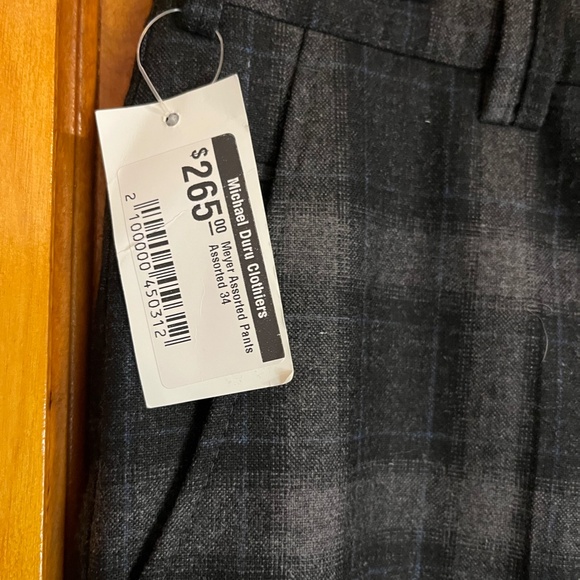 Michael Duru Clothiers
$265.00
Meyer Assorted Pants
Assorted 34
2 100000 450312